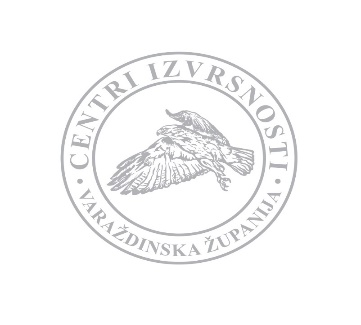 CENTRI IZVRSNOSTI
• VARAŽDINSKA ŽUPANIJA •